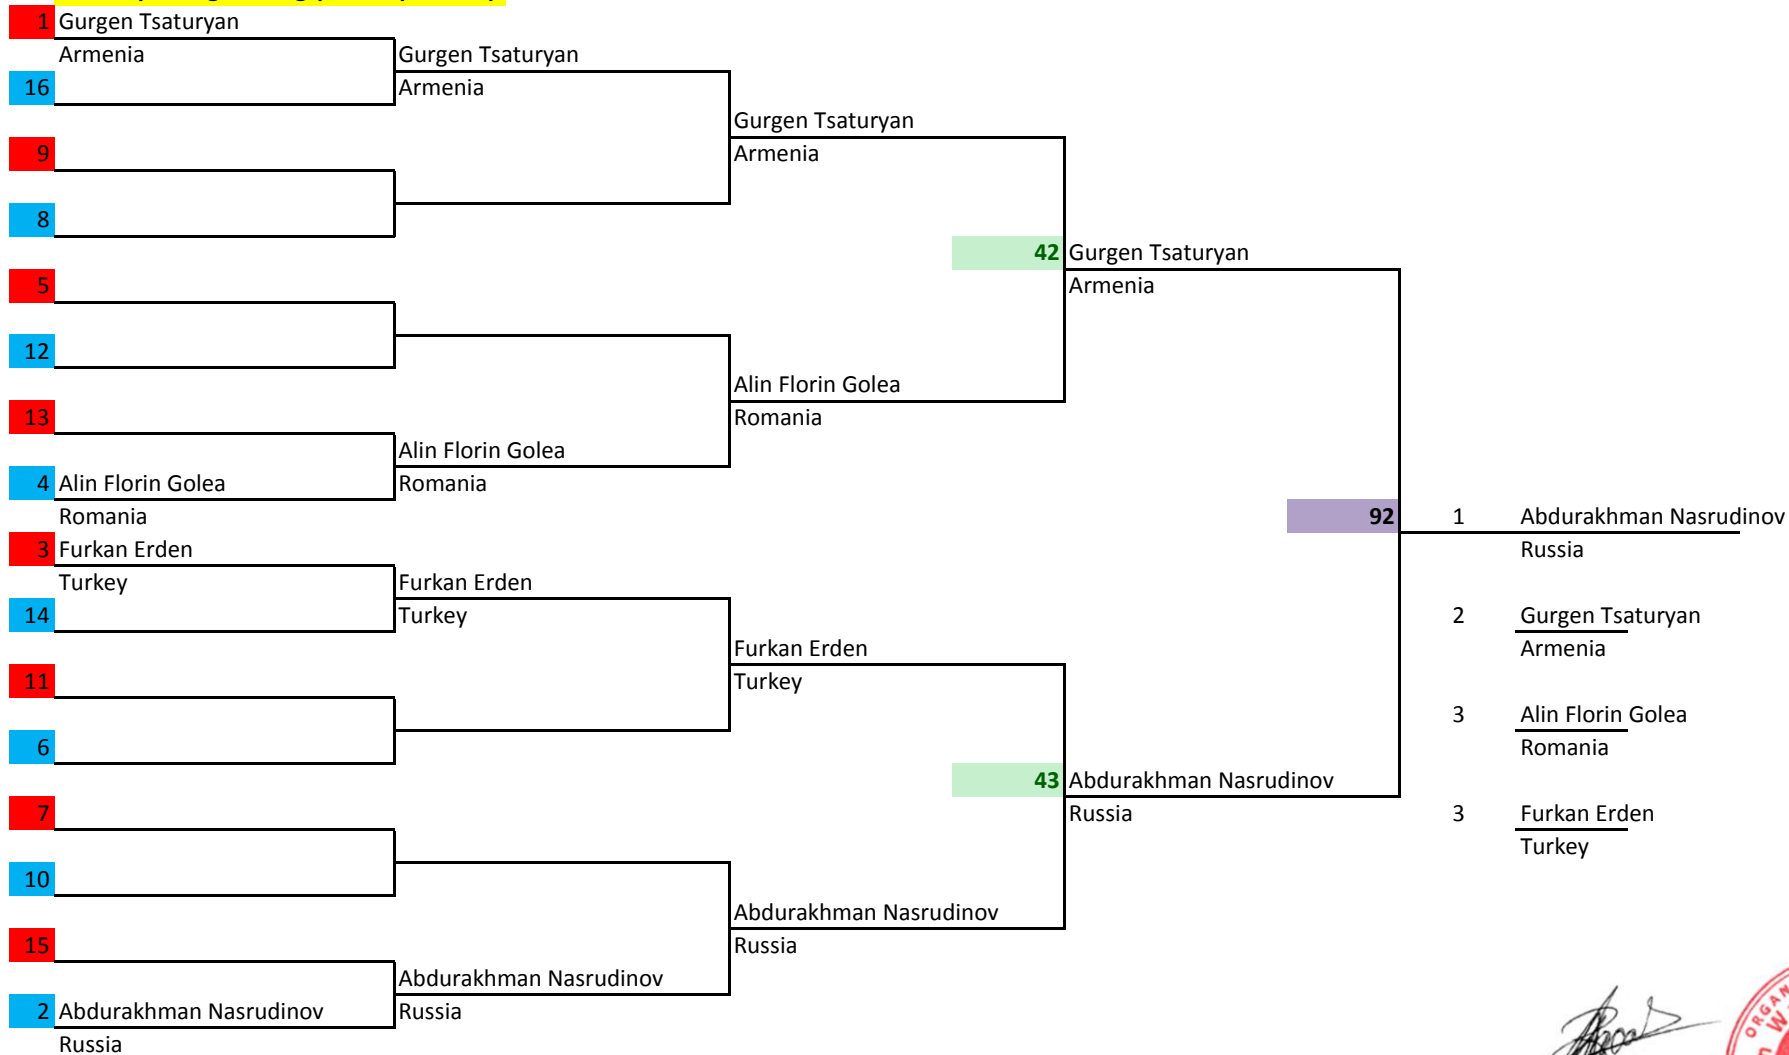 1 Gurgen Tsaturyan
Armenia
Gurgen Tsaturyan
16
Armenia
Gurgen Tsaturyan
9
Armenia
8
42 Gurgen Tsaturyan
5
Armenia
12
Alin Florin Golea
13
Romania
Alin Florin Golea
4 Alin Florin Golea
Romania
Romania
92 1 Abdurakhman Nasrudinov
3 Furkan Erden
Russia
Turkey
Furkan Erden
14
Turkey
2 Gurgen Tsaturyan
Furkan Erden
Armenia
11
Turkey
3 Alin Florin Golea
6
Romania
43 Abdurakhman Nasrudinov
7
Russia
3 Furkan Erden
Turkey
10
Abdurakhman Nasrudinov
15
Russia
Abdurakhman Nasrudinov
2 Abdurakhman Nasrudinov
Russia
Russia